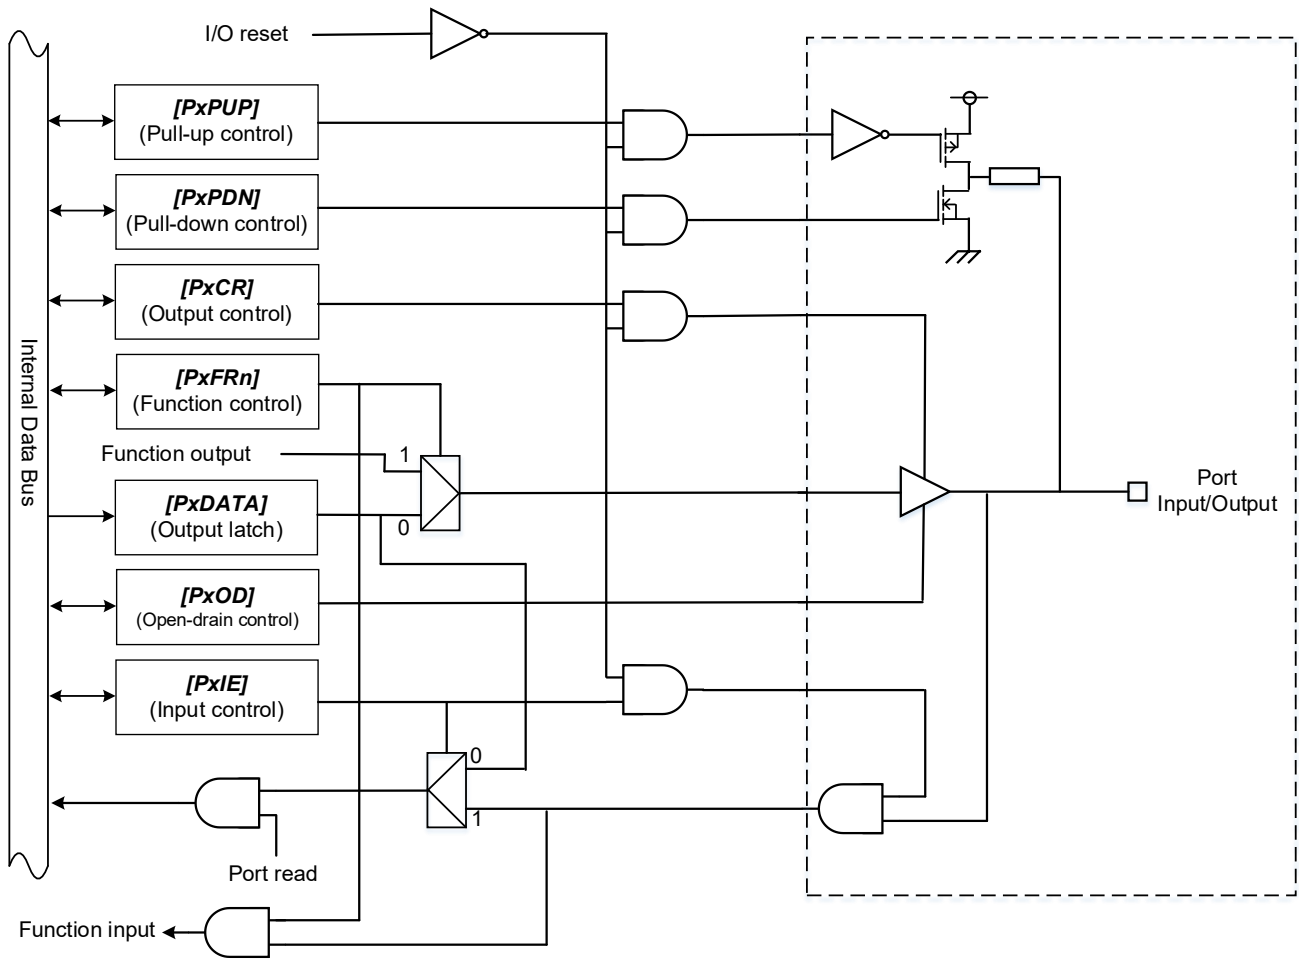 I/O reset
[PxPUP]
(Pull-up control)
[PxPDN]
(Pull-down control)
[PxCR]
(Output control)
Internal Data Bus
[PxFRn]
(Function control)
Function output
1
[PxDATA]
(Output latch)
0
Port
Input/Output
[PxOD]
(Open-drain control)
[PxIE]
(Input control)
0
1
Port read
Function input